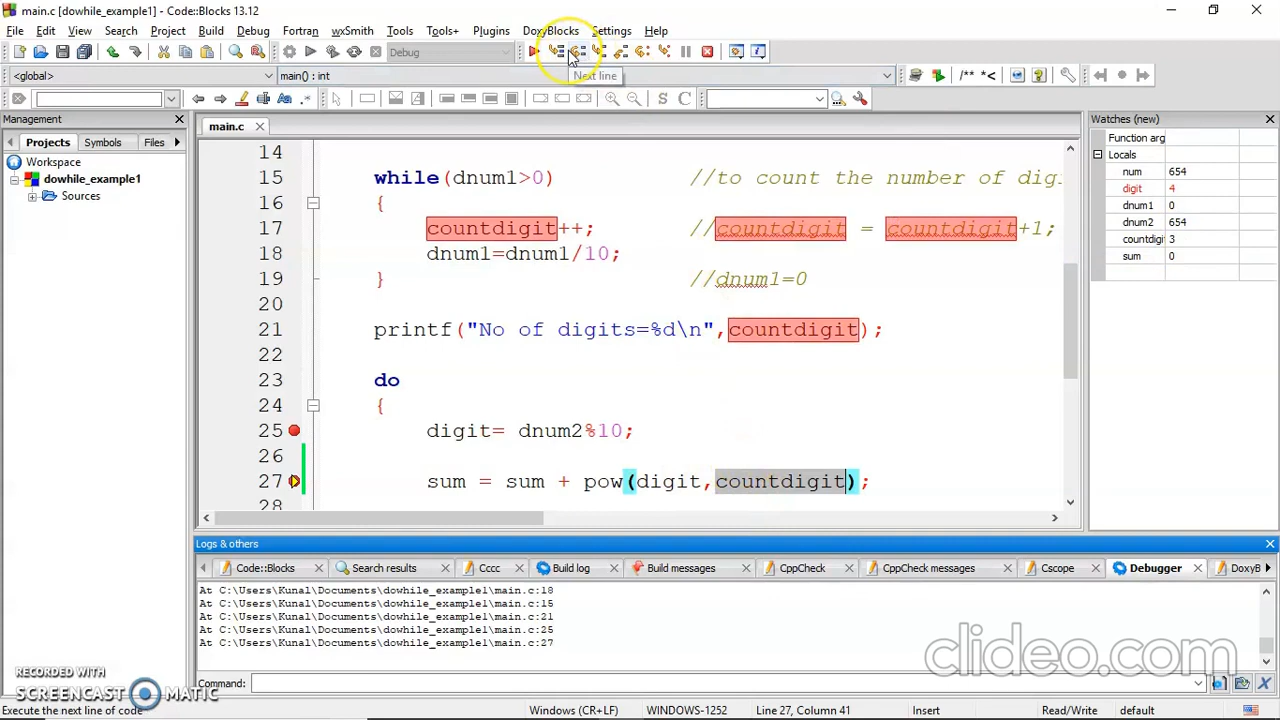 main.c [dowhile_example1] - Code::Blocks 13.12
File Edit View Search Project Build Debug Fortran wxSmith Tools Tools+ Plugins DoxyBlocks Settings Help
Debug
<global> main() : int /** *<
Next line
S C
Management main.c Watches (new)
Projects Symbols Files
Workspace
dowhile_example1
Sources
14
15 while(dnum1>0) //to count the number of digi
16 {
17 countdigit++; //countdigit = countdigit+1;
18 dnum1=dnum1/10;
19 } //dnum1=0
20
21 printf("No of digits=%d\n",countdigit);
22
23 do
24 {
25 digit= dnum2%10;
26
27 sum = sum + pow(digit,countdigit);
28
Function arg
Locals
num 654
digit 4
dnum1 0
dnum2 654
countdigi 3
sum 0
Logs & others
Code::Blocks Search results Cccc Build log Build messages CppCheck CppCheck messages Cscope Debugger DoxyB
At C:\Users\Kunal\Documents\dowhile_example1\main.c:18
At C:\Users\Kunal\Documents\dowhile_example1\main.c:15
At C:\Users\Kunal\Documents\dowhile_example1\main.c:21
At C:\Users\Kunal\Documents\dowhile_example1\main.c:25
At C:\Users\Kunal\Documents\dowhile_example1\main.c:27
clideo.com
RECORDED WITH
SCREENCAST MATIC
Command:
Execute the next line of code Windows (CR+LF) WINDOWS-1252 Line 27, Column 41 Insert Read/Write default